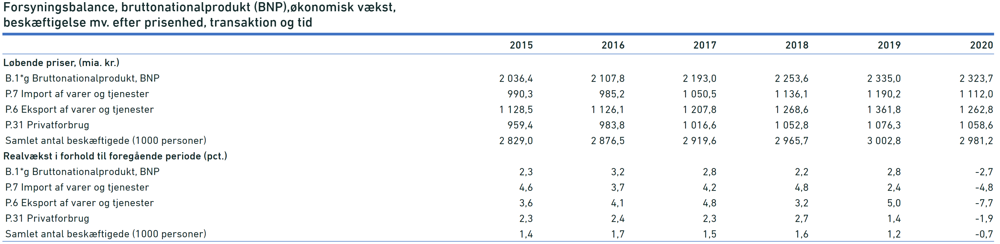 Forsyningsbalance, bruttonationalprodukt (BNP),økonomisk vækst,
beskæftigelse mv. efter prisenhed, transaktion og tid
2015 2016 2017 2018 2019 2020
Løbende priser, (mia. kr.)
B.1*g Bruttonationalprodukt, BNP 2 036,4 2 107,8 2 193,0 2 253,6 2 335,0 2 323,7
P.7 Import af varer og tjenester 990,3 985,2 1 050,5 1 136,1 1 190,2 1 112,0
P.6 Eksport af varer og tjenester 1 128,5 1 126,1 1 207,8 1 268,6 1 361,8 1 262,8
P.31 Privatforbrug 959,4 983,8 1 016,6 1 052,8 1 076,3 1 058,6
Samlet antal beskæftigede (1000 personer) 2 829,0 2 876,5 2 919,6 2 965,7 3 002,8 2 981,2
Realvækst i forhold til foregående periode (pct.)
B.1*g Bruttonationalprodukt, BNP 2,3 3,2 2,8 2,2 2,8 -2,7
P.7 Import af varer og tjenester 4,6 3,7 4,2 4,8 2,4 -4,8
P.6 Eksport af varer og tjenester 3,6 4,1 4,8 3,2 5,0 -7,7
P.31 Privatforbrug 2,3 2,4 2,3 2,7 1,4 -1,9
Samlet antal beskæftigede (1000 personer) 1,4 1,7 1,5 1,6 1,2 -0,7